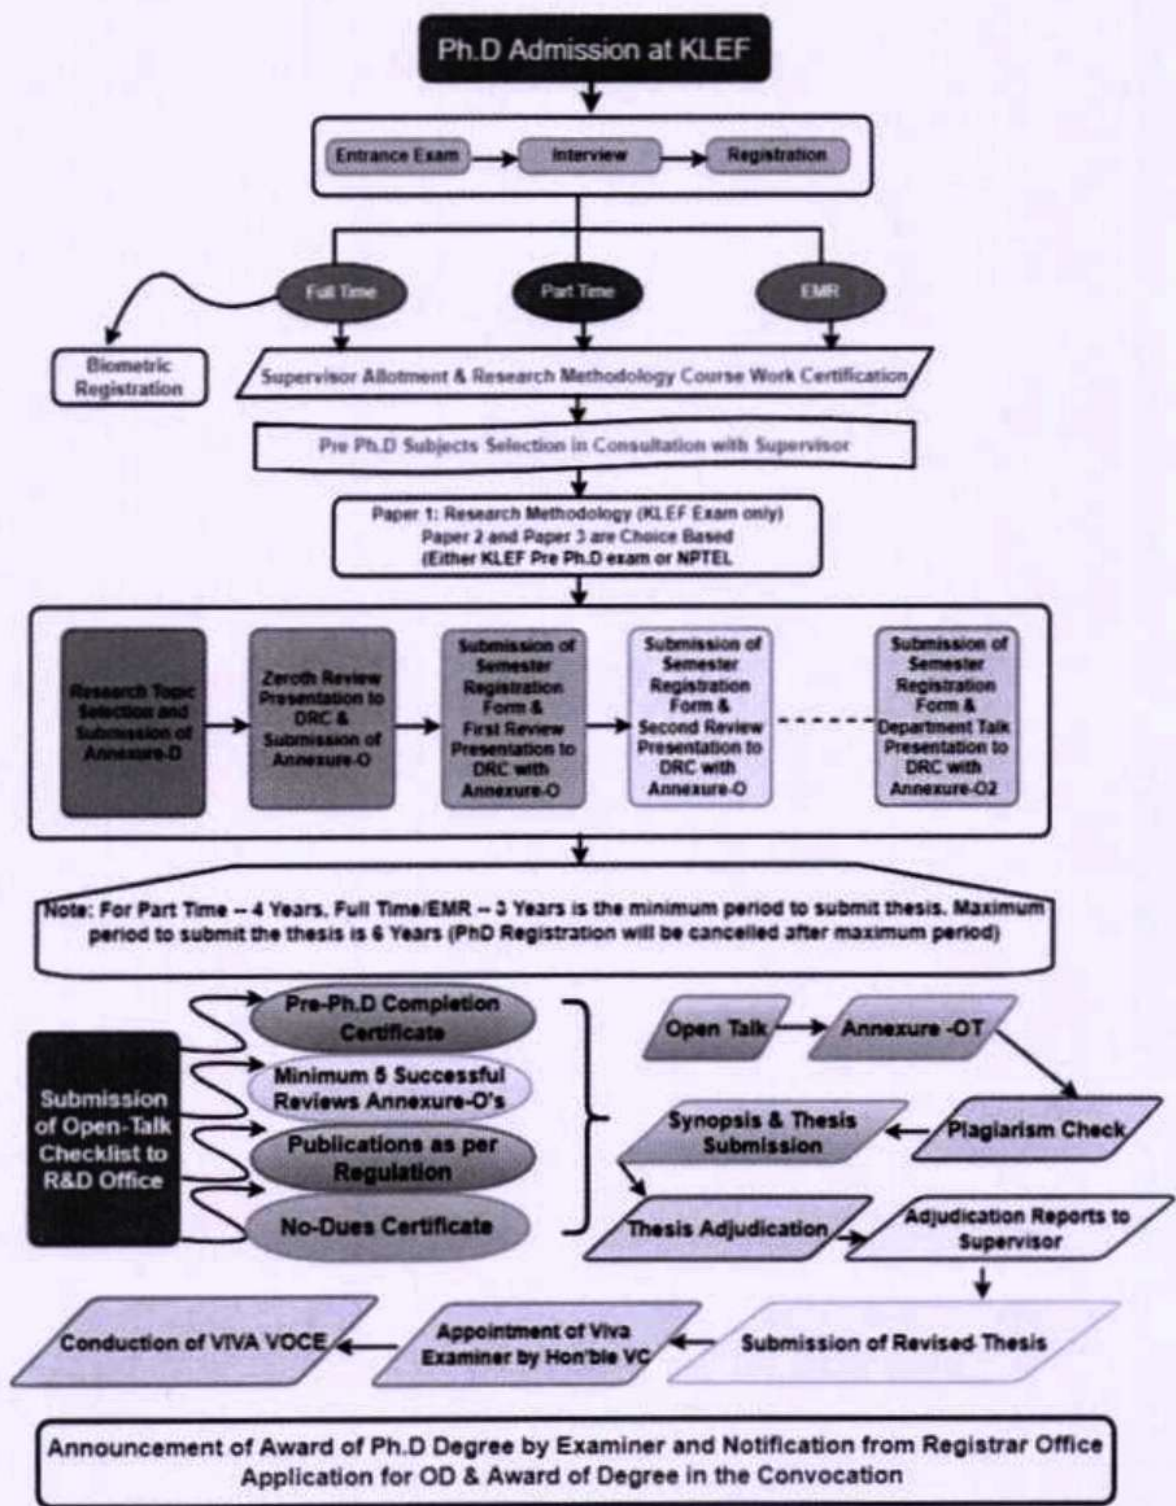 Ph.D Admission at KLEF
Entrance Exam
Interview
Registration
Full Time
Part Time
EMR
Biometric
Registration
Supervisor Allotment & Research Methodology Course Work Certification
Pre Ph.D Subjects Selection in Consultation with Supervisor
Paper 1: Research Methodology (KLEF Exam only)
Paper 2 and Paper 3 are Choice Based
(Either KLEF Pre Ph.D exam or NPTEL
Research Topic
Selection and
Submission of
Annexure-D
Zeroth Review
Presentation to
DRC &
Submission of
Annexure-O
Submission of
Semester
Registration
Form &
First Review
Presentation to
DRC with
Annexure-O
Submission of
Semester
Registration
Form &
Second Review
Presentation to
DRC with
Annexure-O
Submission of
Semester
Registration
Form &
Department Talk
Presentation to
DRC with
Annexure-O2
Note: For Part Time -- 4 Years, Full Time/EMR -- 3 Years is the minimum period to submit thesis. Maximum
period to submit the thesis is 6 Years (PhD Registration will be cancelled after maximum period)
Submission
of Open-Talk
Checklist to
R&D Office
Pre-Ph.D Completion
Certificate
Minimum 5 Successful
Reviews Annexure-O's
Publications as per
Regulation
No-Dues Certificate
Open Talk
Annexure -OT
Plagiarism Check
Synopsis & Thesis
Submission
Thesis Adjudication
Adjudication Reports to
Supervisor
Submission of Revised Thesis
Appointment of Viva
Examiner by Hon'ble VC
Conduction of VIVA VOCE
Announcement of Award of Ph.D Degree by Examiner and Notification from Registrar Office
Application for OD & Award of Degree in the Convocation